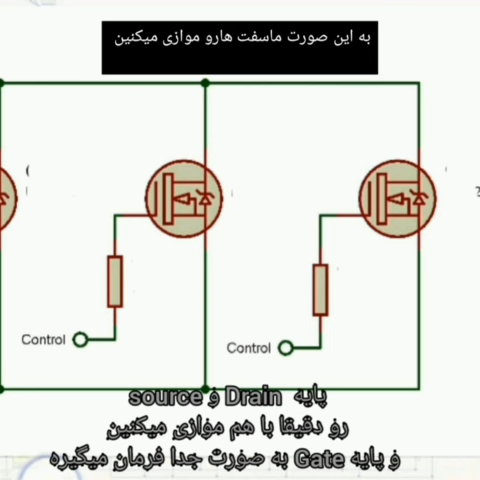 به این صورت ماسفت هارو موازی میکنین
Control
Control
پایه Drain و source
رو دقیقا با هم موازی میکنین
و پایه Gate به صورت جدا فرمان میگیره
?